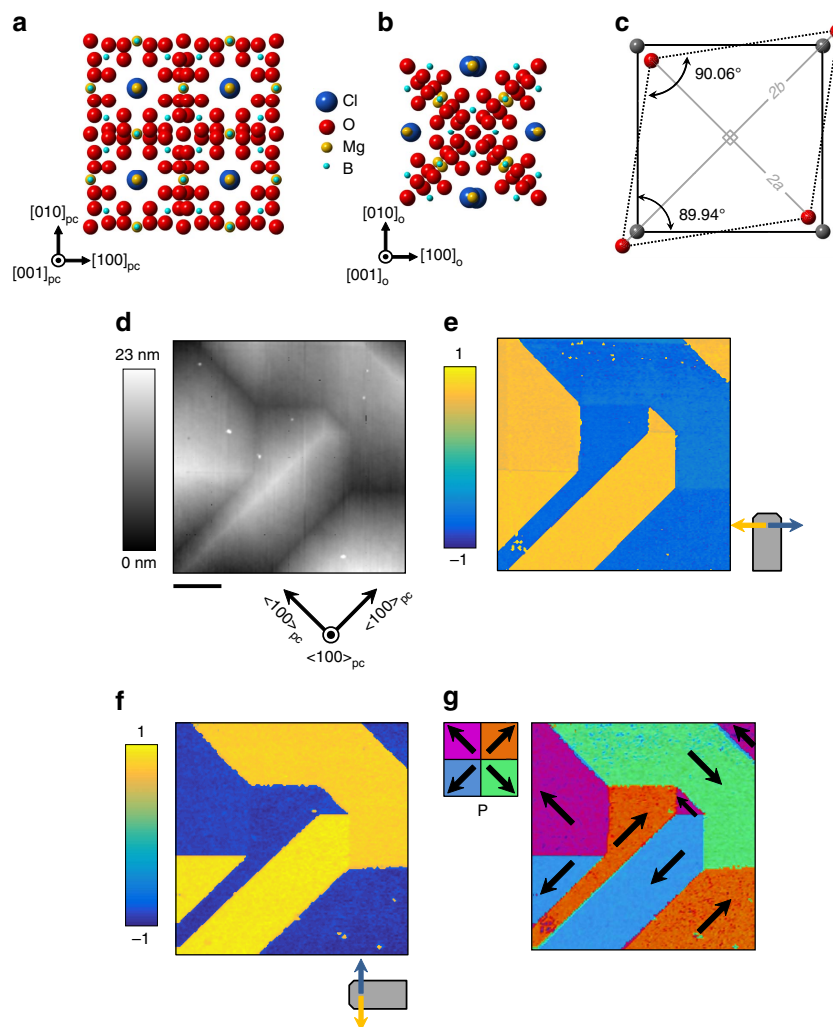 a
b
c
Cl
O
Mg
B
[010]pc
[100]pc
[001]pc
[010]o
[100]o
[001]o
90.06°
2b
2a
89.94°
d
e
23 nm
0 nm
1
–1
<100>pc
<100>pc
<100>pc
f
g
1
–1
P